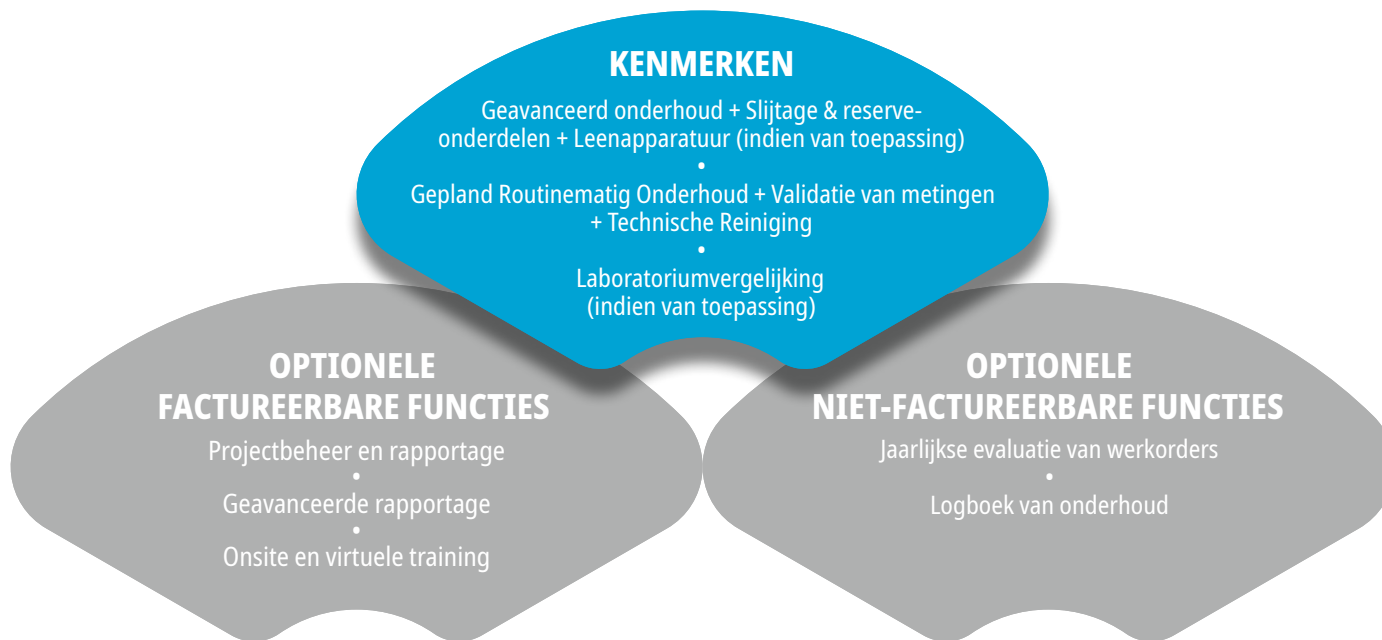 KENMERKEN
Geavanceerd onderhoud + Slijtage & reserve-
onderdelen + Leenapparatuur (indien van toepassing)
•
Gepland Routinematig Onderhoud + Validatie van metingen
+ Technische Reiniging
•
Laboratoriumvergelijking
(indien van toepassing)
OPTIONELE
FACTUREERBARE FUNCTIES
Projectbeheer en rapportage
•
Geavanceerde rapportage
•
Onsite en virtuele training
OPTIONELE
NIET-FACTUREERBARE FUNCTIES
Jaarlijkse evaluatie van werkorders
•
Logboek van onderhoud